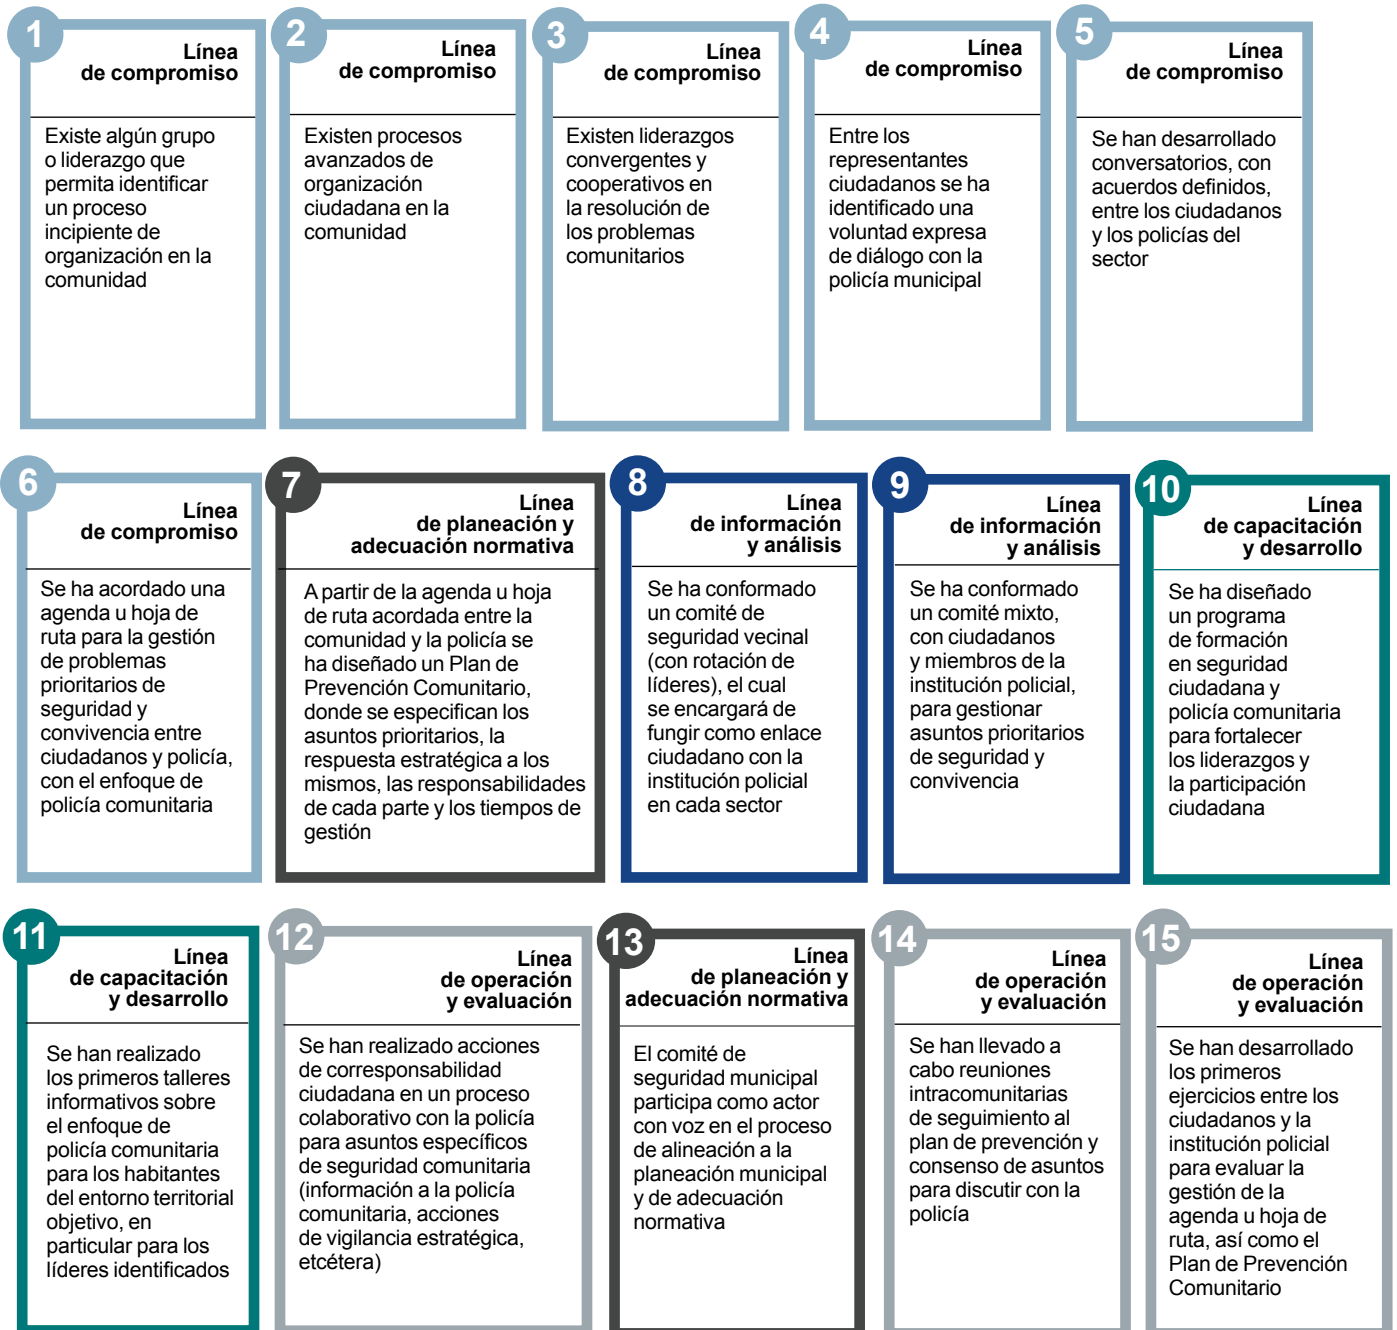 1
Línea
de compromiso
Existe algún grupo
o liderazgo que
permita identificar
un proceso
incipiente de
organización en la
comunidad
2
Línea
de compromiso
Existen procesos
avanzados de
organización
ciudadana en la
comunidad
3
Línea
de compromiso
Existen liderazgos
convergentes y
cooperativos en
la resolución de
los problemas
comunitarios
4
Línea
de compromiso
Entre los
representantes
ciudadanos se ha
identificado una
voluntad expresa
de diálogo con la
policía municipal
5
Línea
de compromiso
Se han desarrollado
conversatorios, con
acuerdos definidos,
entre los ciudadanos
y los policías del
sector
6
Línea
de compromiso
Se ha acordado una
agenda u hoja de
ruta para la gestión
de problemas
prioritarios de
seguridad y
convivencia entre
ciudadanos y policía,
con el enfoque de
policía comunitaria
7
Línea
de planeación y
adecuación normativa
A partir de la agenda u hoja
de ruta acordada entre la
comunidad y la policía se
ha diseñado un Plan de
Prevención Comunitario,
donde se especifican los
asuntos prioritarios, la
respuesta estratégica a los
mismos, las responsabilidades
de cada parte y los tiempos de
gestión
8
Línea
de información
y análisis
Se ha conformado
un comité de
seguridad vecinal
(con rotación de
líderes), el cual
se encargará de
fungir como enlace
ciudadano con la
institución policial
en cada sector
9
Línea
de información
y análisis
Se ha conformado
un comité mixto,
con ciudadanos
y miembros de la
institución policial,
para gestionar
asuntos prioritarios
de seguridad y
convivencia
10
Línea
de capacitación
y desarrollo
Se ha diseñado
un programa
de formación
en seguridad
ciudadana y
policía comunitaria
para fortalecer
los liderazgos y
la participación
ciudadana
11
Línea
de capacitación
y desarrollo
Se han realizado
los primeros talleres
informativos sobre
el enfoque de
policía comunitaria
para los habitantes
del entorno territorial
objetivo, en
particular para los
líderes identificados
12
Línea
de operación
y evaluación
Se han realizado acciones
de corresponsabilidad
ciudadana en un proceso
colaborativo con la policía
para asuntos específicos
de seguridad comunitaria
(información a la policía
comunitaria, acciones
de vigilancia estratégica,
etcétera)
13
Línea
de planeación y
adecuación normativa
El comité de
seguridad municipal
participa como actor
con voz en el proceso
de alineación a la
planeación municipal
y de adecuación
normativa
14
Línea
de operación
y evaluación
Se han llevado a
cabo reuniones
intracomunitarias
de seguimiento al
plan de prevención y
consenso de asuntos
para discutir con la
policía
15
Línea
de operación
y evaluación
Se han desarrollado
los primeros
ejercicios entre los
ciudadanos y la
institución policial
para evaluar la
gestión de la
agenda u hoja de
ruta, así como el
Plan de Prevención
Comunitario